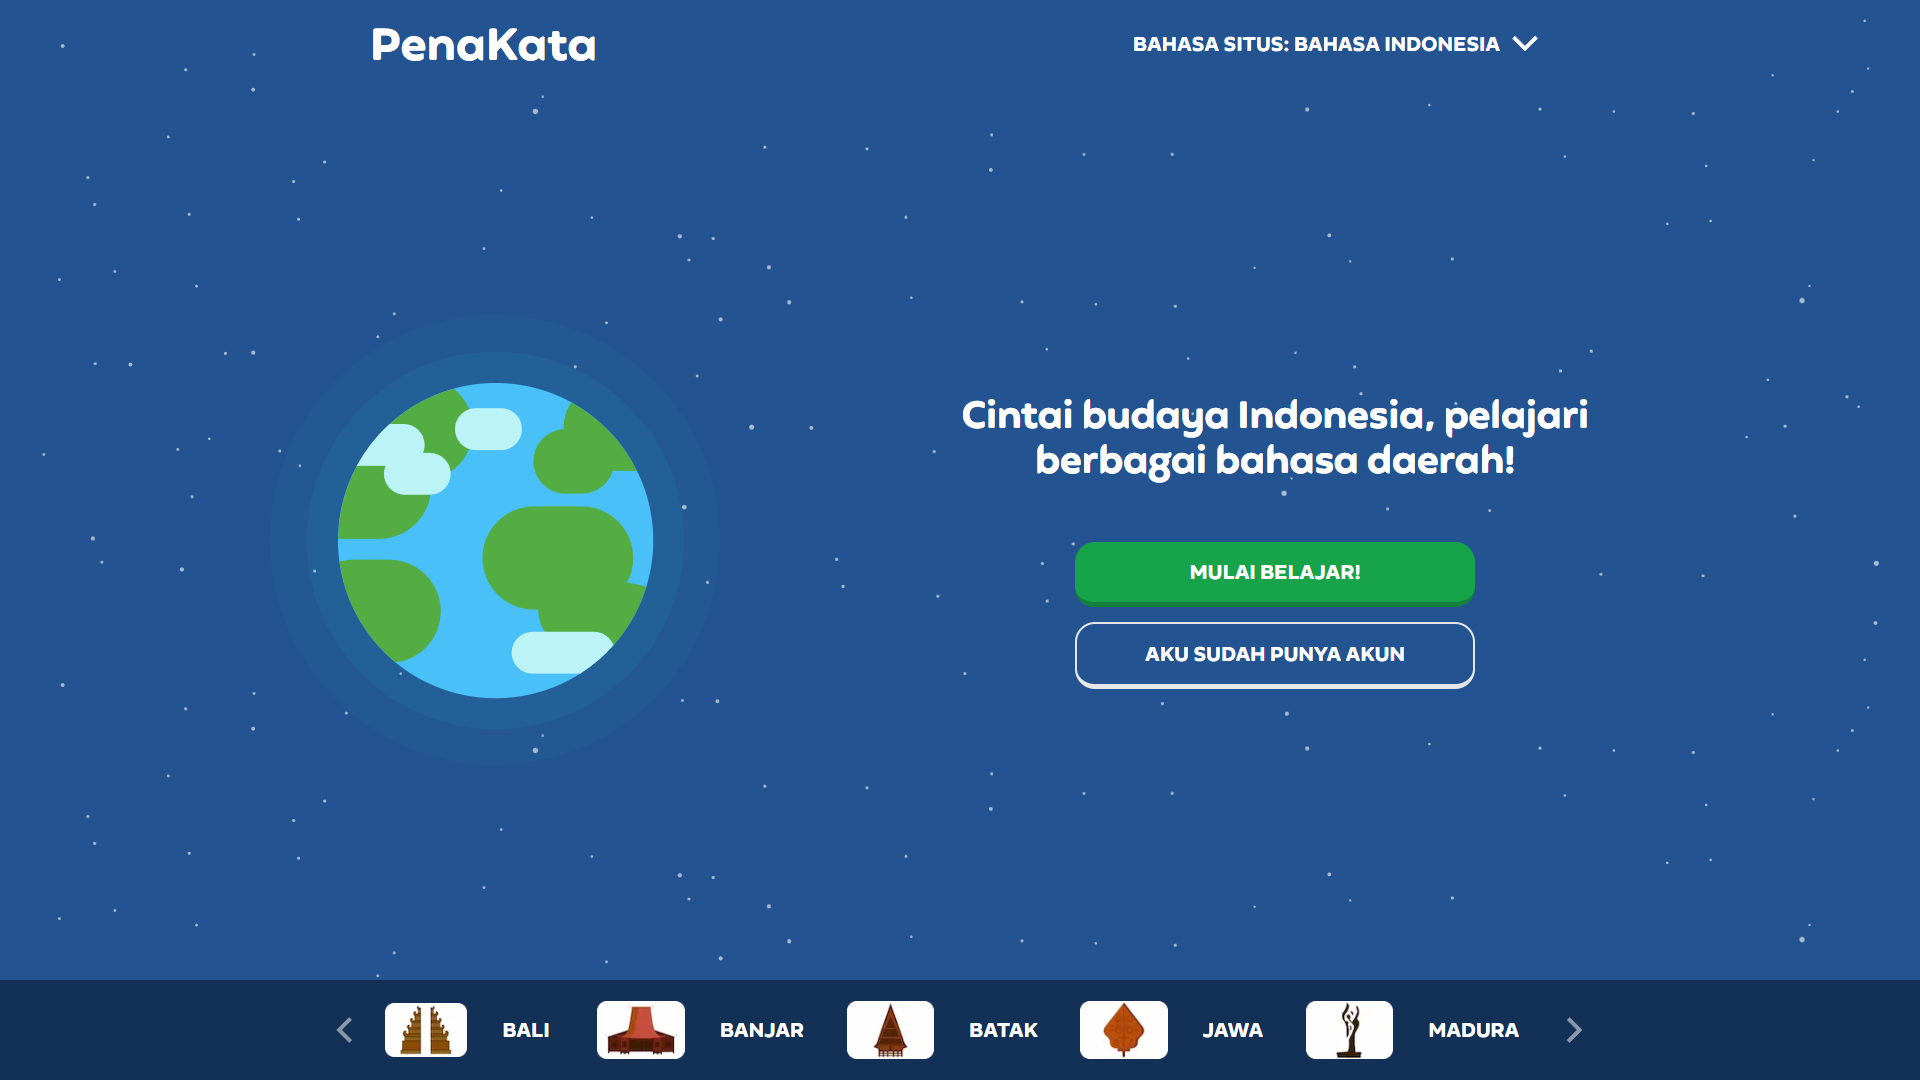 PenaKata
BAHASA SITUS: BAHASA INDONESIA
Cintai budaya Indonesia, pelajari
berbagai bahasa daerah!
MULAI BELAJAR!
AKU SUDAH PUNYA AKUN
BALI
BANJAR
BATAK
JAWA
MADURA